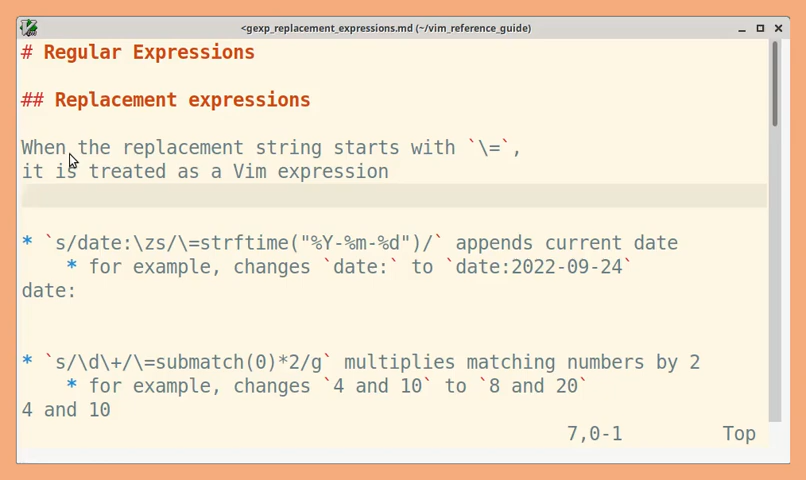 <gexp_replacement_expressions.md (~/vim_reference_guide)
# Regular Expressions
## Replacement expressions
When the replacement string starts with `\=`,
it is treated as a Vim expression
* `s/date:\zs/\=strftime("%Y-%m-%d")/` appends current date
* for example, changes `date:` to `date:2022-09-24`
date:
* `s/\d\+/\=submatch(0)*2/g` multiplies matching numbers by 2
* for example, changes `4 and 10` to `8 and 20`
4 and 10
7,0-1 Top